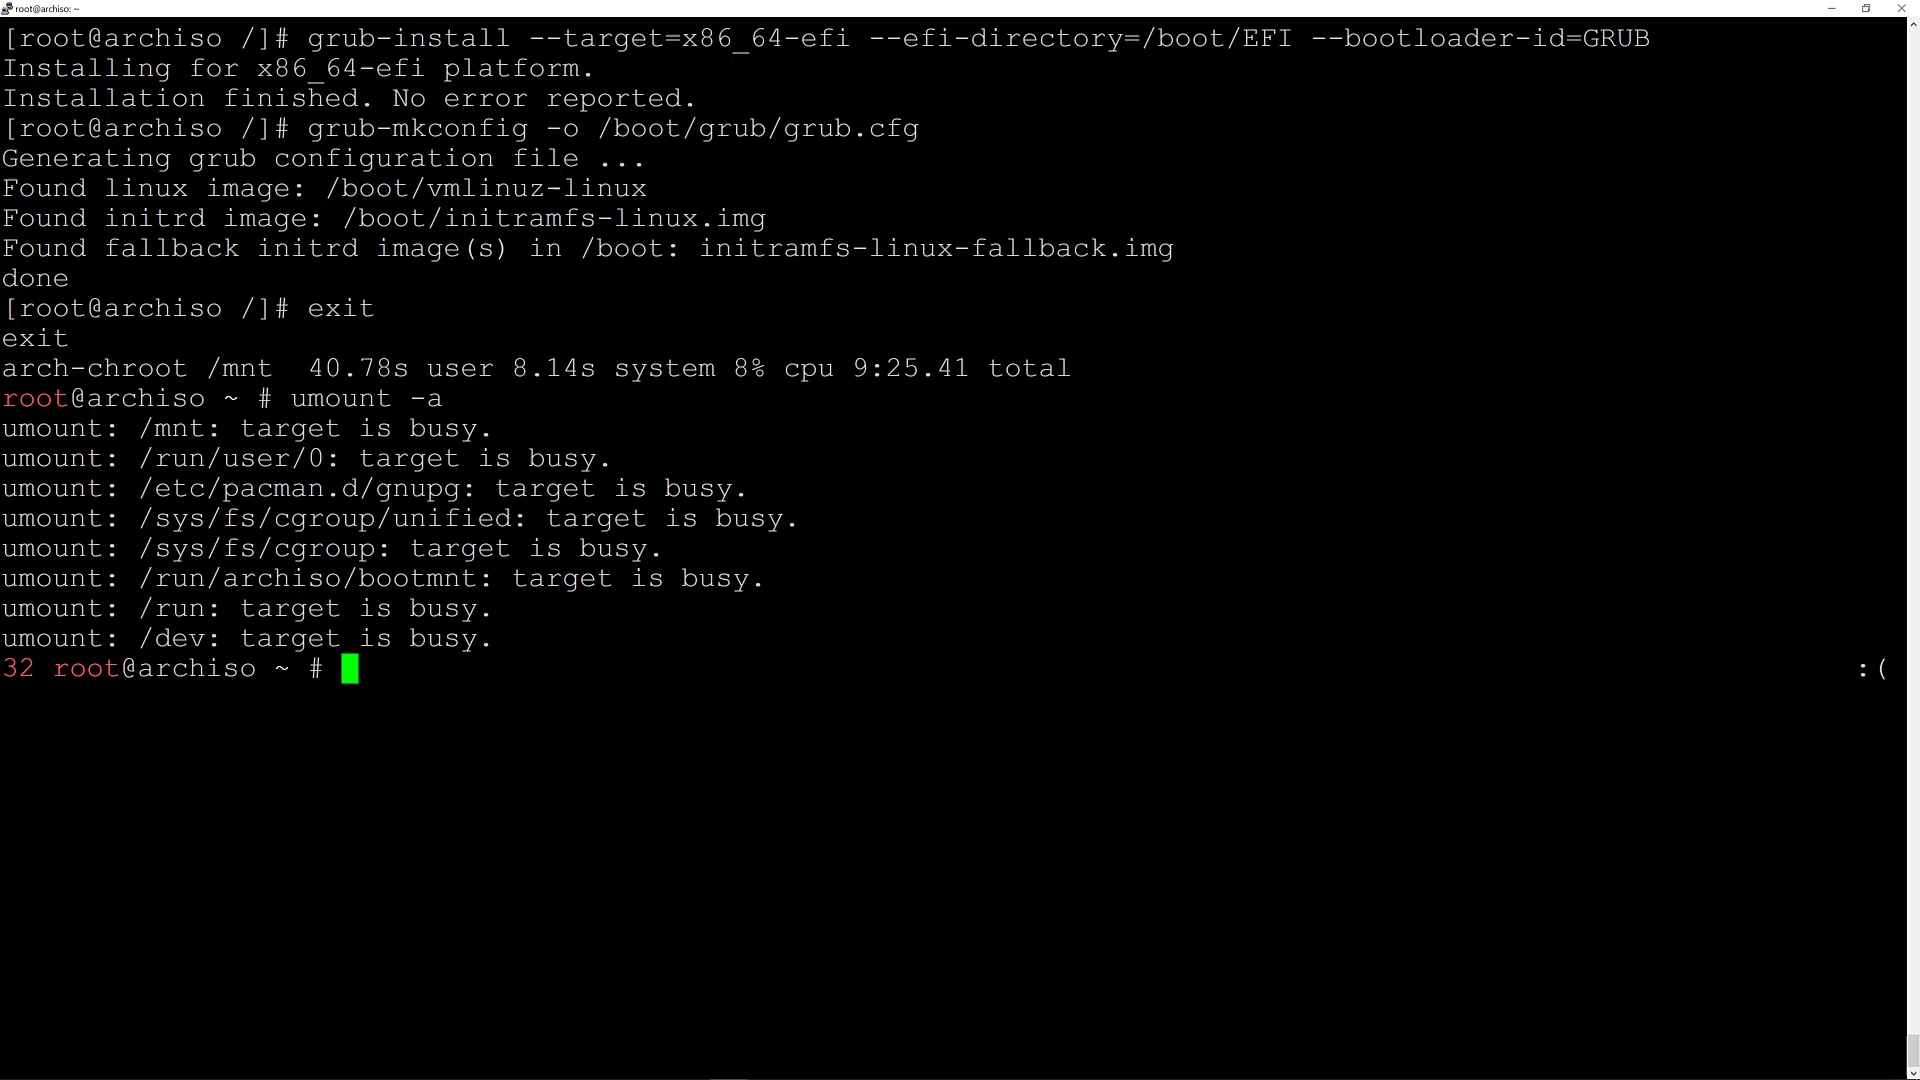 root@archiso: ~
[root@archiso /]# grub-install --target=x86_64-efi --efi-directory=/boot/EFI --bootloader-id=GRUB
Installing for x86_64-efi platform.
Installation finished. No error reported.
[root@archiso /]# grub-mkconfig -o /boot/grub/grub.cfg
Generating grub configuration file ...
Found linux image: /boot/vmlinuz-linux
Found initrd image: /boot/initramfs-linux.img
Found fallback initrd image(s) in /boot: initramfs-linux-fallback.img
done
[root@archiso /]# exit
exit
arch-chroot /mnt  40.78s user 8.14s system 8% cpu 9:25.41 total
root@archiso ~ # umount -a
umount: /mnt: target is busy.
umount: /run/user/0: target is busy.
umount: /etc/pacman.d/gnupg: target is busy.
umount: /sys/fs/cgroup/unified: target is busy.
umount: /sys/fs/cgroup: target is busy.
umount: /run/archiso/bootmnt: target is busy.
umount: /run: target is busy.
umount: /dev: target is busy.
32 root@archiso ~ # :(